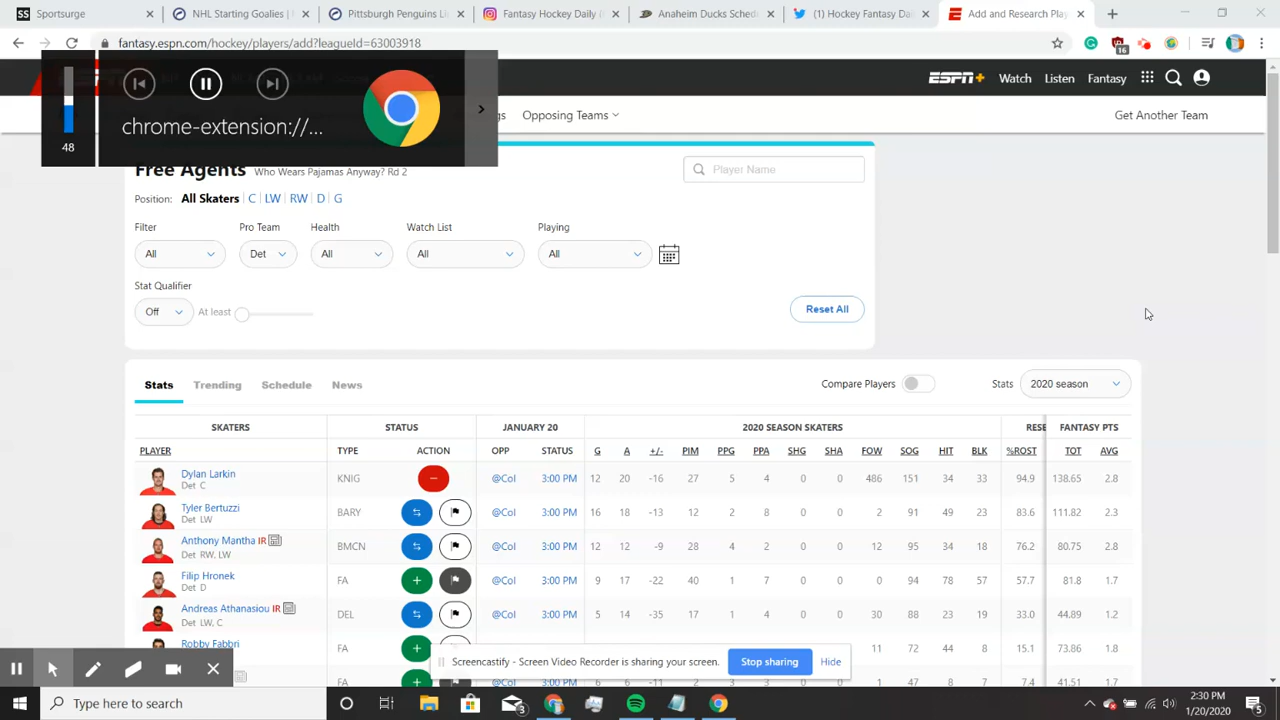 Sportsurge
NHL Starting Goalies |
Pittsburgh Penguins Li
Fantasy Hockey Daily (
Anaheim Ducks Sched
(1) Hockey Fantasy Dail
Add and Research Play
fantasy.espn.com/hockey/players/add?leagueId=63003918
16
ESPN+ Watch Listen Fantasy
chrome-extension://...
48
gs Opposing Teams Get Another Team
Free Agents Who Wears Pajamas Anyway? Rd 2 Player Name
Position: All Skaters C LW RW D G
Filter Pro Team Health Watch List Playing
All Det All All All
Stat Qualifier
Off At least Reset All
Stats Trending Schedule News Compare Players Stats 2020 season
SKATERS STATUS JANUARY 20 2020 SEASON SKATERS RESE FANTASY PTS
PLAYER TYPE ACTION OPP STATUS G A +/- PIM PPG PPA SHG SHA FOW SOG HIT BLK %ROST TOT AVG
Dylan Larkin
Det C KNIG @Col 3:00 PM 12 20 -16 27 5 4 0 0 486 151 34 33 94.9 138.65 2.8
Tyler Bertuzzi
Det LW BARY @Col 3:00 PM 16 18 -13 12 2 8 0 0 2 91 49 23 83.6 111.82 2.3
Anthony Mantha IR
Det RW, LW BMCN @Col 3:00 PM 12 12 -9 28 4 2 0 0 12 95 34 18 76.2 80.75 2.8
Filip Hronek
Det D FA @Col 3:00 PM 9 17 -22 40 1 7 0 0 0 94 78 57 57.7 81.8 1.7
Andreas Athanasiou IR
Det LW, C DEL @Col 3:00 PM 5 14 -35 17 1 4 0 0 30 88 23 19 33.0 44.89 1.2
Robby Fabbri
FA 11 72 44 8 15.1 73.86 1.8
Screencastify - Screen Video Recorder is sharing your screen. Stop sharing Hide
FA 6 6 -11 2 3 3 0 0 1 47 8 7 7.4 41.51 1.7
Type here to search
3
2:30 PM
1/20/2020
5